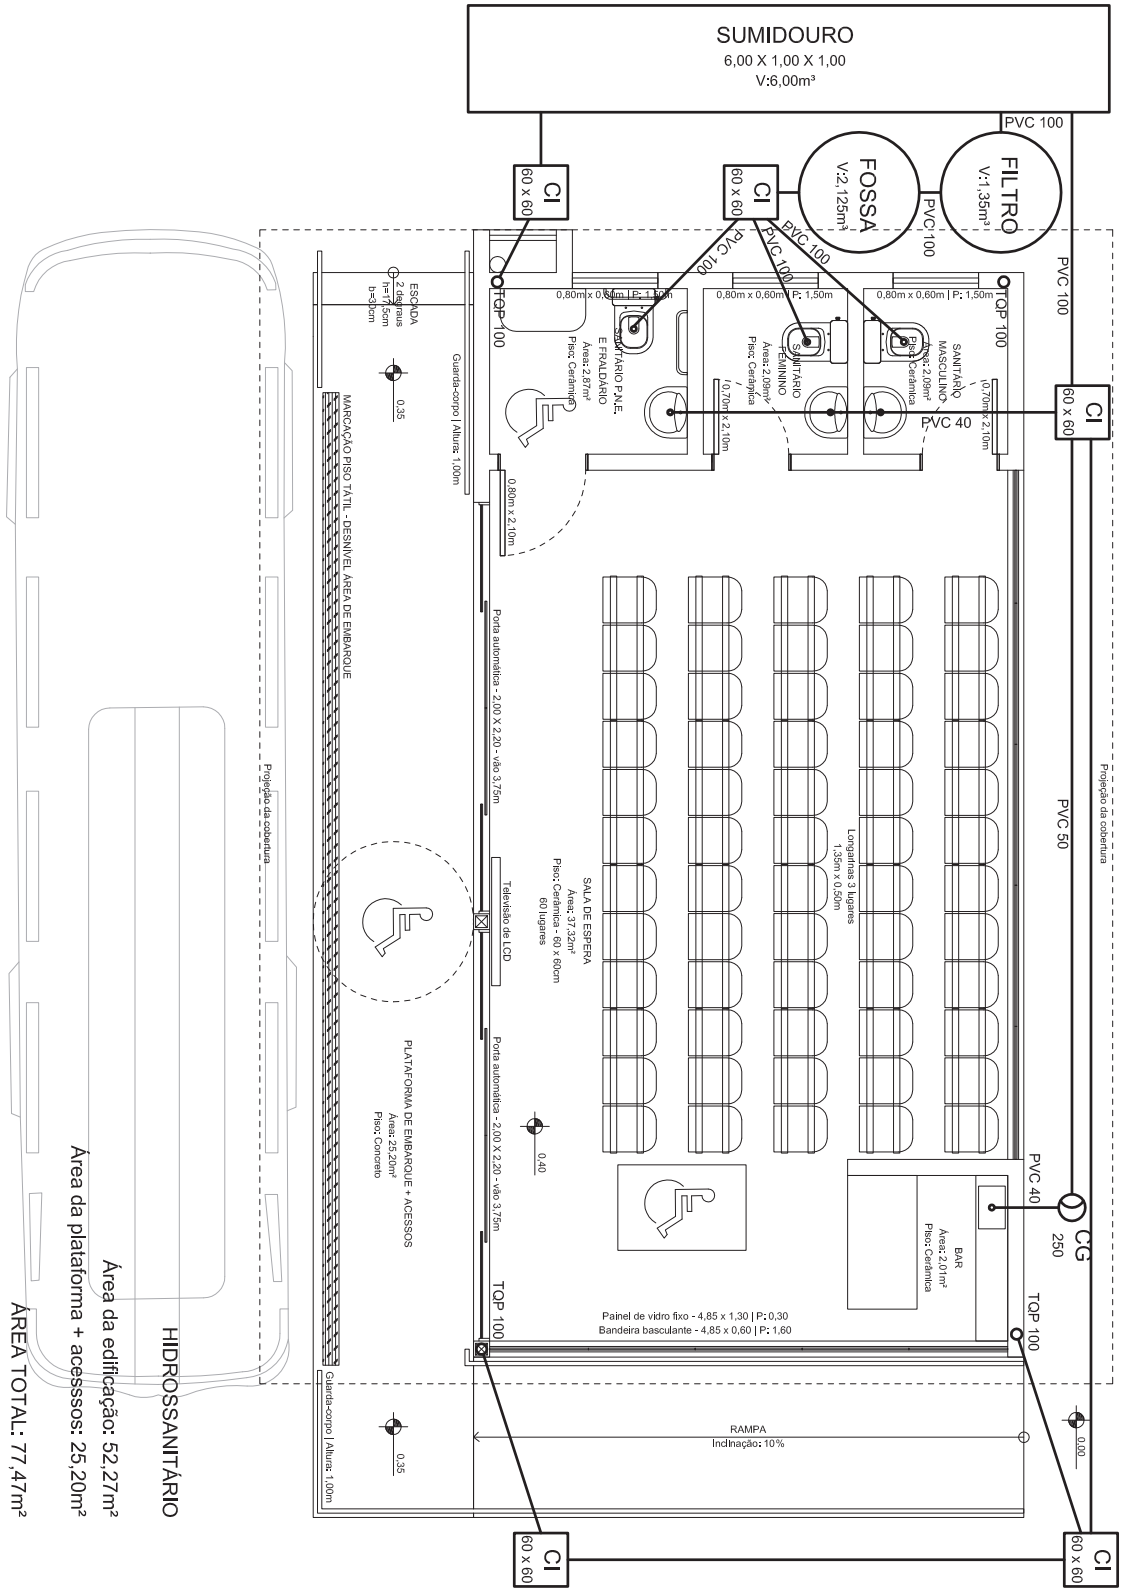 SUMIDOURO
6,00 X 1,00 X 1,00
V:6,00m³
PVC 100
FILTRO
V:1,35m³
PVC 100
FOSSA
V:2,125m³
CI
60 x 60
CI
60 x 60
PVC 100
PVC 100
PVC 100
PVC 100
TQP 100
TQP 100
0,80m x 0,60m | P: 1,50m
0,80m x 0,60m | P: 1,50m
0,80m x 0,60m | P: 1,50m
SANITÁRIO
MASCULINO
Área: 2,09m²
Piso: Cerâmica
SANITÁRIO
FEMININO
Área: 2,09m²
Piso: Cerâmica
SANITÁRIO P.N.E.
E FRALDÁRIO
Área: 2,87m²
Piso: Cerâmica
0,70m x 2,10m
0,70m x 2,10m
0,80m x 2,10m
PVC 40
CI
60 x 60
ESCADA
2 degraus
h=17,5cm
b=30cm
0,35
Guarda-corpo | Altura: 1,00m
MARCAÇÃO PISO TÁTIL - DESNÍVEL ÁREA DE EMBARQUE
Porta automática - 2,00 X 2,20 - vão 3,75m
Projeção da cobertura
Projeção da cobertura
PVC 50
Longarinas 3 lugares
1,35m x 0,50m
SALA DE ESPERA
Área: 37,32m²
Piso: Cerâmica - 60 x 60cm
60 lugares
Televisão de LCD
Porta automática - 2,00 X 2,20 - vão 3,75m
PLATAFORMA DE EMBARQUE + ACESSOS
Área: 25,20m²
Piso: Concreto
0,40
PVC 40
CG
250
BAR
Área: 2,01m²
Piso: Cerâmica
TQP 100
TQP 100
Painel de vidro fixo - 4,85 x 1,30 | P: 0,30
Bandeira basculante - 4,85 x 0,60 | P: 1,60
Guarda-corpo | Altura: 1,00m
0,35
RAMPA
Inclinação: 10%
0,00
CI
60 x 60
CI
60 x 60
HIDROSSANITÁRIO
Área da edificação: 52,27m²
Área da plataforma + acesssos: 25,20m²
ÁREA TOTAL: 77,47m²